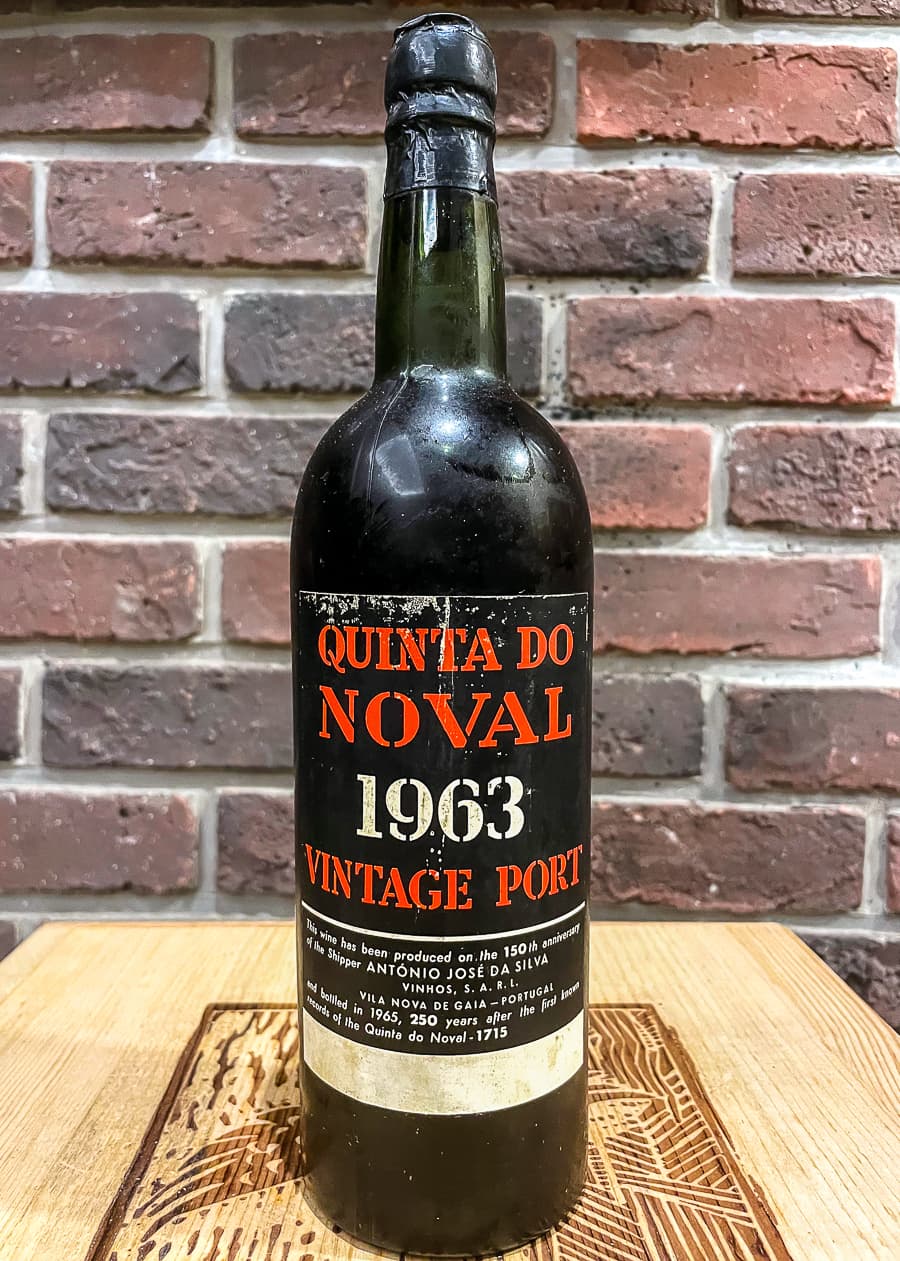 QUINTA DO
NOVAL
1963
VINTAGE PORT
This wine has been produced on the 150th anniversary
of the Shipper ANTÓNIO JOSÉ DA SILVA
VINHOS, S. A. R. L.
VILA NOVA DE GAIA – PORTUGAL
and bottled in 1965, 250 years after the first known
records of the Quinta do Noval - 1715